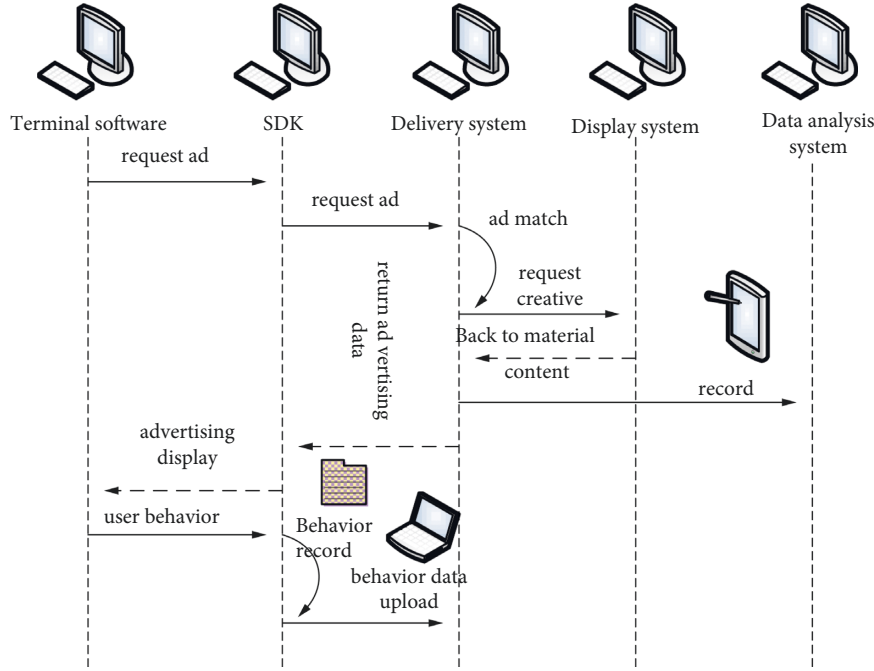 Terminal software
SDK
Delivery system
Display system
Data analysis
system
request ad
request ad
ad match
request
creative
return ad vertising
data
Back to material
content
record
advertising
display
user behavior
Behavior
record
behavior data
upload